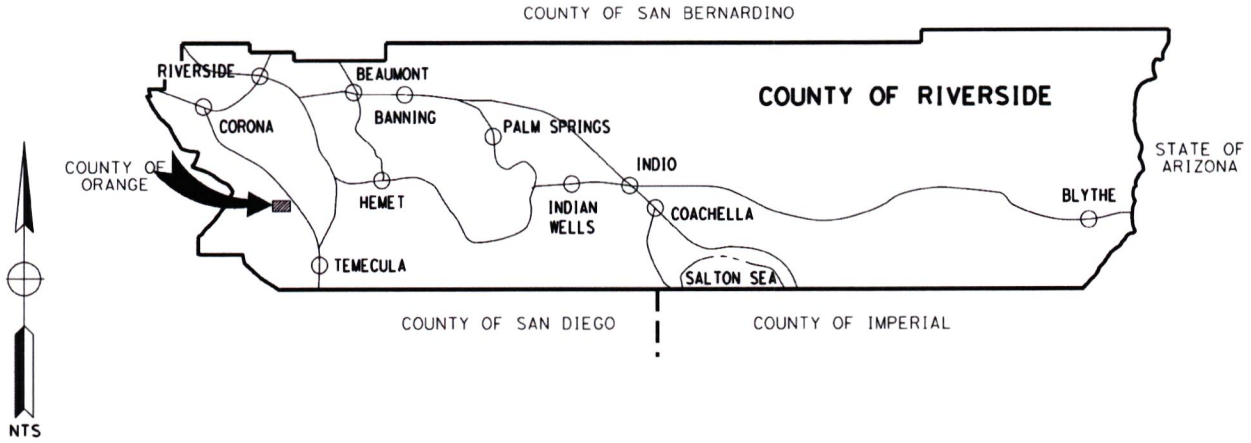 COUNTY OF SAN BERNARDINO
RIVERSIDE
BEAUMONT
COUNTY OF RIVERSIDE
BANNING
CORONA
PALM SPRINGS
STATE OF
ARIZONA
COUNTY OF
ORANGE
INDIO
HEMET
INDIAN
WELLS
COACHELLA
BLYTHE
TEMECULA
SALTON SEA
COUNTY OF SAN DIEGO
COUNTY OF IMPERIAL
NTS